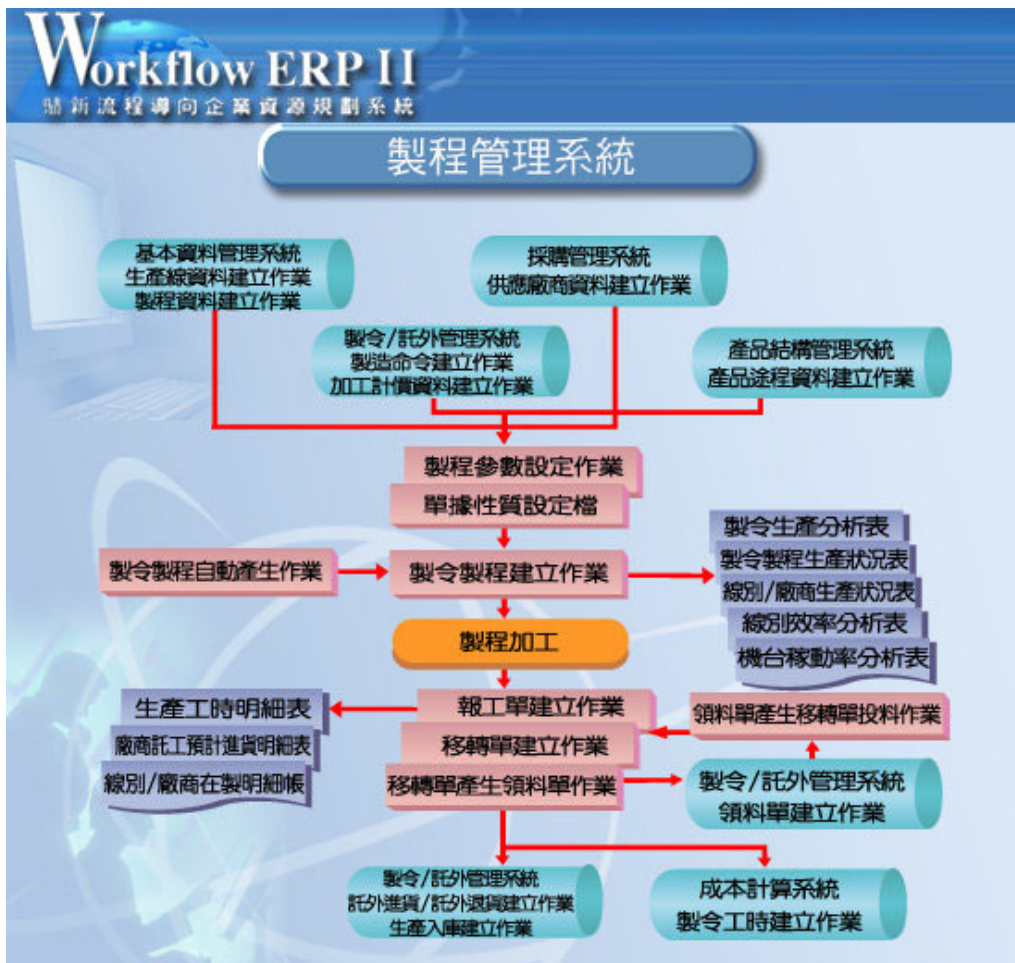 Workflow ERP II
鼎新流程導向企業資源規劃系統
製程管理系統
基本資料管理系統
生產線資料建立作業
製程資料建立作業
採購管理系統
供應廠商資料建立作業
製令/託外管理系統
製造命令建立作業
加工計價資料建立作業
產品結構管理系統
產品途程資料建立作業
製程參數設定作業
單據性質設定檔
製令製程自動產生作業
製令製程建立作業
製令生產分析表
製令製程生產狀況表
線別/廠商生產狀況表
線別效率分析表
機台稼動率分析表
製程加工
生產工時明細表
廠商託工預計進貨明細表
線別/廠商在製明細帳
報工單建立作業
移轉單建立作業
移轉單產生領料單作業
領料單產生移轉單投料作業
製令/託外管理系統
領料單建立作業
製令/託外管理系統
託外進貨/託外退貨建立作業
生產入庫建立作業
成本計算系統
製令工時建立作業